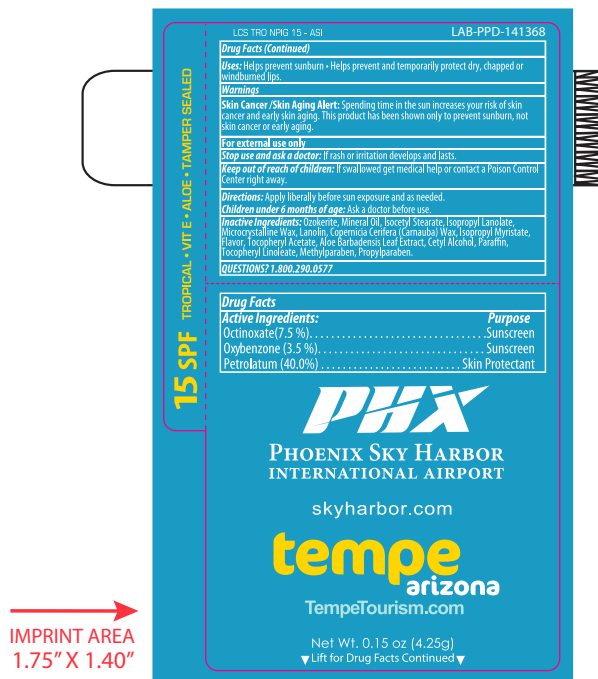 LCS TRO NPIG 15 - ASI
LAB-PPD-141368
Drug Facts (Continued)
Uses: Helps prevent sunburn • Helps prevent and temporarily protect dry, chapped or
windburned lips.
Warnings
Skin Cancer /Skin Aging Alert: Spending time in the sun increases your risk of skin
cancer and early skin aging. This product has been shown only to prevent sunburn, not
skin cancer or early aging.
For external use only
Stop use and ask a doctor: If rash or irritation develops and lasts.
Keep out of reach of children: If swallowed get medical help or contact a Poison Control
Center right away.
Directions: Apply liberally before sun exposure and as needed.
Children under 6 months of age: Ask a doctor before use.
Inactive Ingredients: Ozokerite, Mineral Oil, Isocetyl Stearate, Isopropyl Lanolate,
Microcrystalline Wax, Lanolin, Copernicia Cerifera (Carnauba) Wax, Isopropyl Myristate,
Flavor, Tocopheryl Acetate, Aloe Barbadensis Leaf Extract, Cetyl Alcohol, Paraffin,
Tocopheryl Linoleate, Methylparaben, Propylparaben.
QUESTIONS? 1.800.290.0577
15 SPF TROPICAL • VIT E • ALOE • TAMPER SEALED
Drug Facts
Active Ingredients: Purpose
Octinoxate(7.5 %)..............................Sunscreen
Oxybenzone (3.5 %)............................Sunscreen
Petrolatum (40.0%)........................Skin Protectant
PHX
PHOENIX SKY HARBOR
INTERNATIONAL AIRPORT
skyharbor.com
tempe
arizona
TempeTourism.com
Net Wt. 0.15 oz (4.25g)
▼Lift for Drug Facts Continued▼
IMPRINT AREA
1.75” X 1.40”